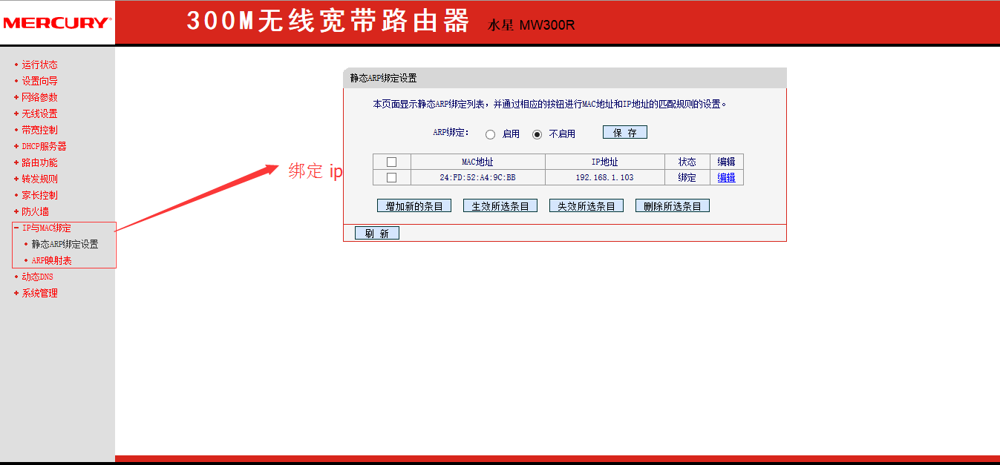 MERCURY
300M无线宽带路由器 水星 MW300R
运行状态
设置向导
网络参数
无线设置
带宽控制
DHCP服务器
路由功能
转发规则
家长控制
防火墙
IP与MAC绑定
静态ARP绑定设置
ARP映射表
动态DNS
系统管理
绑定 ip
静态ARP绑定设置
本页面显示静态ARP绑定列表，并通过相应的按钮进行MAC地址和IP地址的匹配规则的设置。
ARP绑定： 启用 不启用 保 存
MAC地址 IP地址 状态 编辑
24:FD:52:A4:9C:BB 192.168.1.103 绑定 编辑
增加新的条目 生效所选条目 失效所选条目 删除所选条目
刷 新